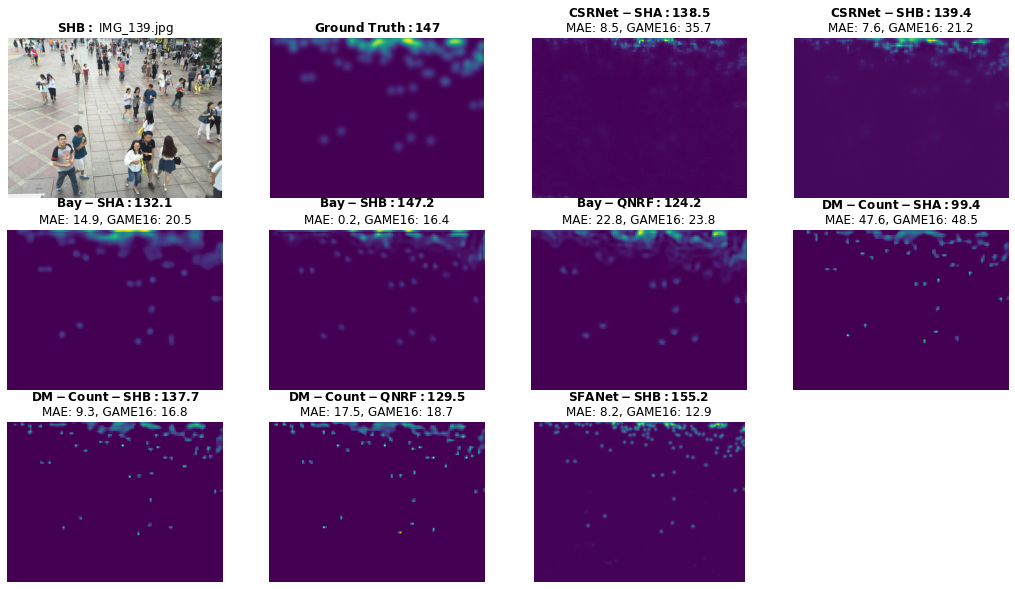 SHB: IMG_139.jpg
Ground Truth:147
CSRNet−SHA:138.5
MAE: 8.5, GAME16: 35.7
CSRNet−SHB:139.4
MAE: 7.6, GAME16: 21.2
Bay−SHA:132.1
MAE: 14.9, GAME16: 20.5
Bay−SHB:147.2
MAE: 0.2, GAME16: 16.4
Bay−QNRF:124.2
MAE: 22.8, GAME16: 23.8
DM−Count−SHA:99.4
MAE: 47.6, GAME16: 48.5
DM−Count−SHB:137.7
MAE: 9.3, GAME16: 16.8
DM−Count−QNRF:129.5
MAE: 17.5, GAME16: 18.7
SFANet−SHB:155.2
MAE: 8.2, GAME16: 12.9